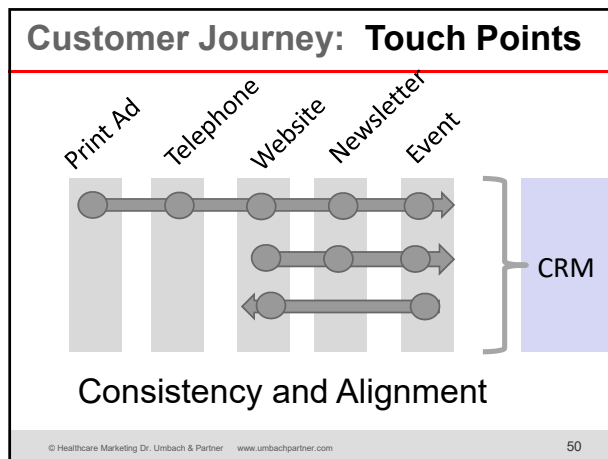 Customer Journey: Touch Points
Print Ad
Telephone
Website
Newsletter
Event
CRM
Consistency and Alignment
© Healthcare Marketing Dr. Umbach & Partner www.umbachpartner.com 50